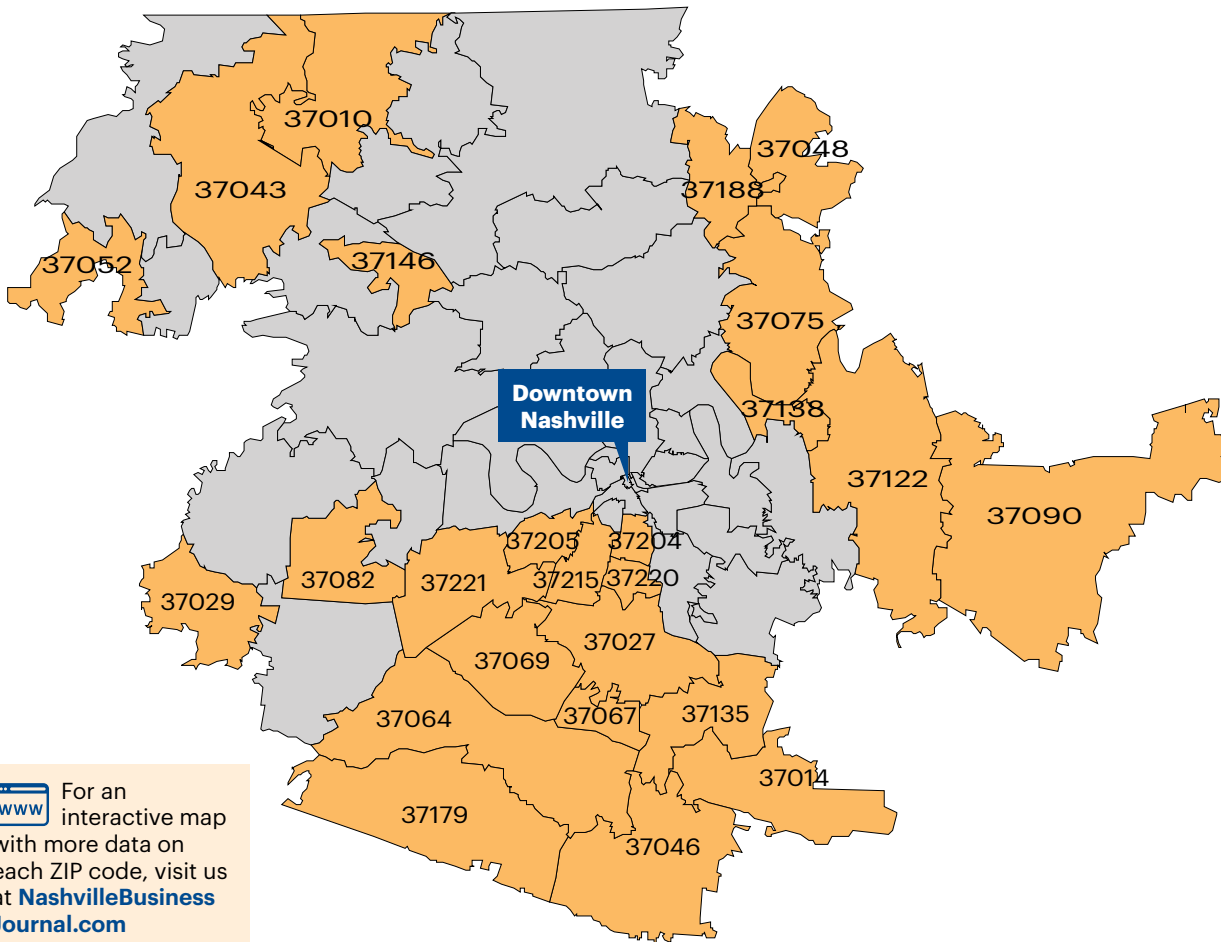 37010
37048
37043
37188
37052
37146
37075
Downtown
Nashville
37138
37122
37090
37205
37204
37082
37221
37215
37220
37029
37027
37069
37064
37067
37135
37014
37179
37046
www
For an
interactive map
with more data on
each ZIP code, visit us
at NashvilleBusiness
Journal.com